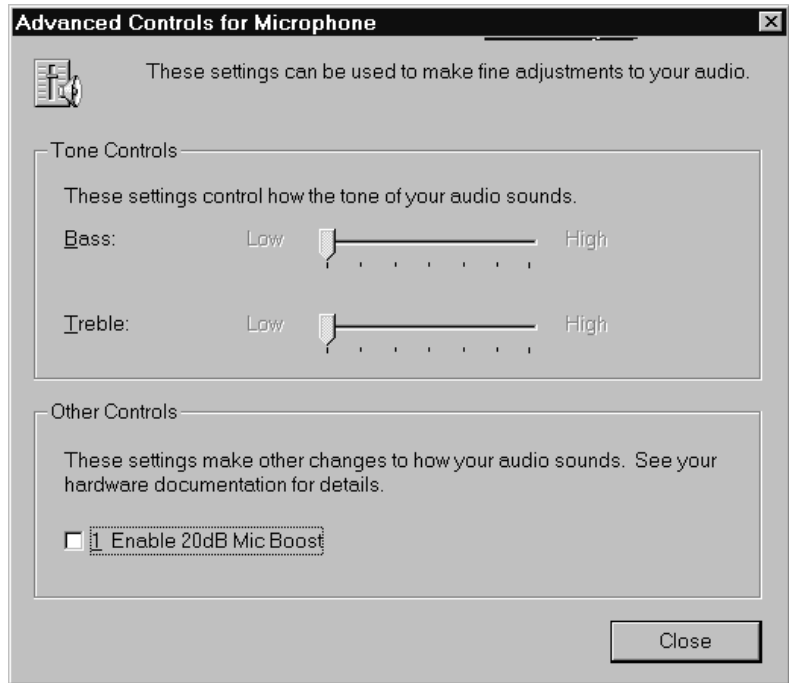 Advanced Controls for Microphone
These settings can be used to make fine adjustments to your audio.
Tone Controls
These settings control how the tone of your audio sounds.
Bass: Low High
Treble: Low High
Other Controls
These settings make other changes to how your audio sounds. See your
hardware documentation for details.
1 Enable 20dB Mic Boost
Close